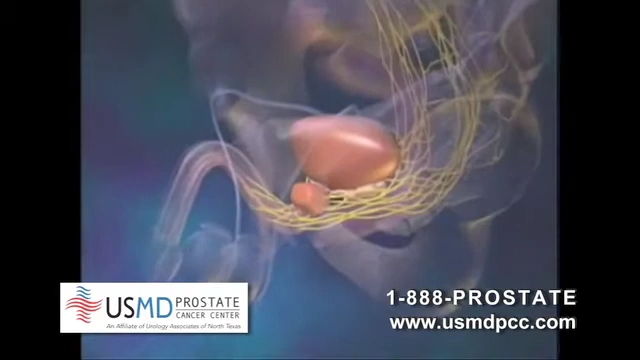 USMD PROSTATE
CANCER CENTER
An Affiliate of Urology Associates of North Texas
1-888-PROSTATE
www.usmdpcc.com